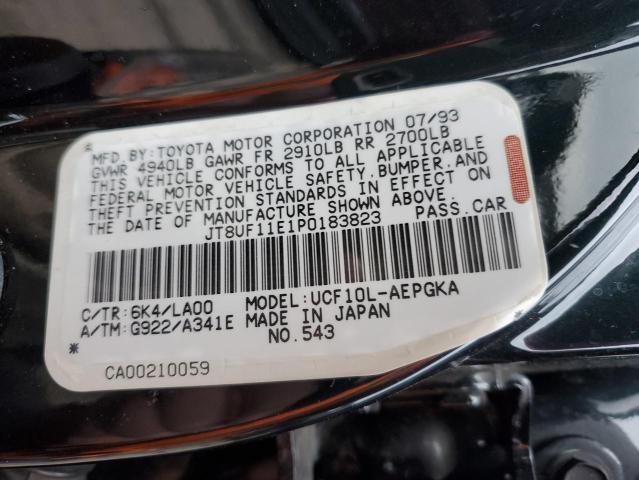 MFD.BY:TOYOTA MOTOR CORPORATION 07/93
GVWR 4940LB GAWR FR 2910LB RR 2700LB
THIS VEHICLE CONFORMS TO ALL APPLICABLE
FEDERAL MOTOR VEHICLE SAFETY,BUMPER,AND
THEFT PREVENTION STANDARDS IN EFFECT ON
THE DATE OF MANUFACTURE SHOWN ABOVE.
JT8UF11E1P0183823 PASS.CAR
C/TR:6K4/LA00 MODEL:UCF10L-AEPGKA
A/TM:G922/A341E MADE IN JAPAN
NO.543
CA00210059